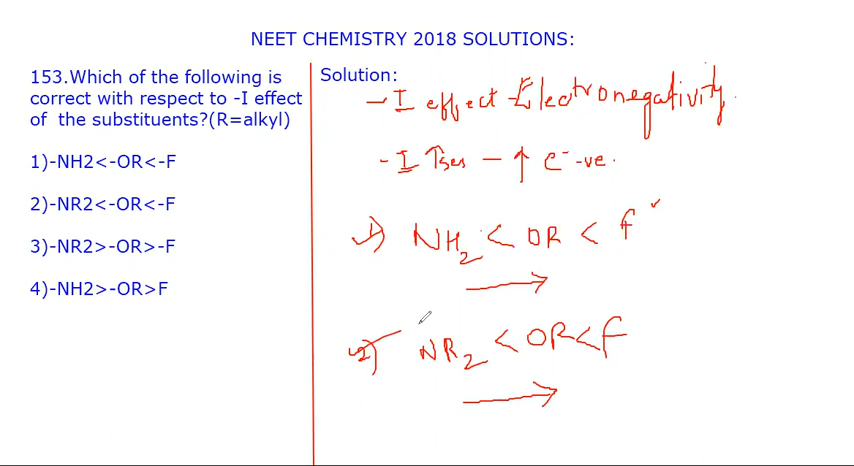 NEET CHEMISTRY 2018 SOLUTIONS:
153.Which of the following is
correct with respect to -I effect
of the substituents?(R=alkyl)
1)-NH2<-OR<-F
2)-NR2<-OR<-F
3)-NR2>-OR>-F
4)-NH2>-OR>F
Solution:
-I effect - Electronegativity
-I ↑ses - ↑ e⁻-ve.
1) NH₂ < OR < F
2) NR₂ < OR < F